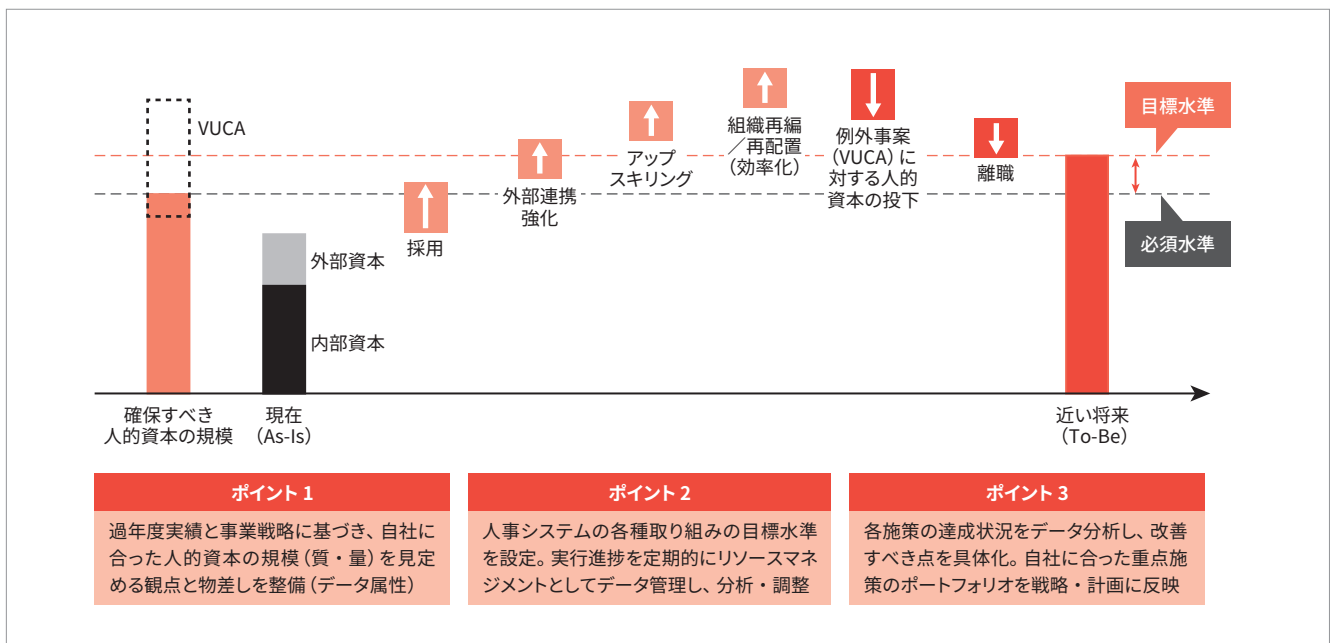 VUCA
確保すべき
人的資本の規模
外部資本
内部資本
現在
（As-Is）
採用
外部連携
強化
アップ
スキリング
組織再編
／再配置
（効率化）
例外事案
（VUCA）に
対する人的
資本の投下
離職
目標水準
必須水準
近い将来
（To-Be）
ポイント 1
過年度実績と事業戦略に基づき、自社に
合った人的資本の規模（質・量）を見定
める観点と物差しを整備（データ属性）
ポイント 2
人事システムの各種取り組みの目標水準
を設定。実行進捗を定期的にリソースマネ
ジメントとしてデータ管理し、分析・調整
ポイント 3
各施策の達成状況をデータ分析し、改善
すべき点を具体化。自社に合った重点施
策のポートフォリオを戦略・計画に反映